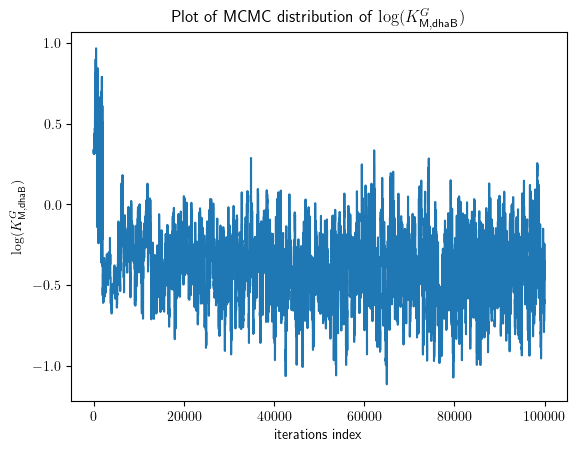 Plot of MCMC distribution of log(K^G_{M,dhaB})
log(K^G_{M,dhaB})
1.0
0.5
0.0
−0.5
−1.0
0 20000 40000 60000 80000 100000
iterations index